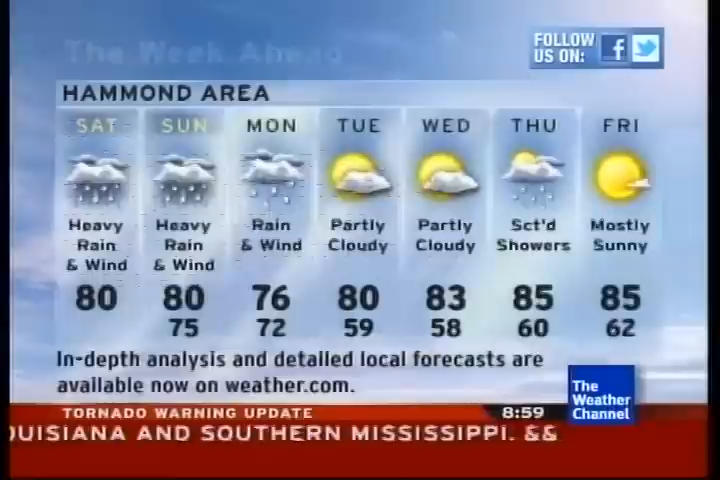 The Week Ahead
FOLLOW
US ON:
HAMMOND AREA
SAT SUN MON TUE WED THU FRI
Heavy Rain & Wind
Heavy Rain & Wind
Rain & Wind
Partly Cloudy
Partly Cloudy
Sct'd Showers
Mostly Sunny
80 80 76 80 83 85 85
75 72 59 58 60 62
In-depth analysis and detailed local forecasts are
available now on weather.com.
The
Weather
Channel
TORNADO WARNING UPDATE 8:59
OUISIANA AND SOUTHERN MISSISSIPPI. &&